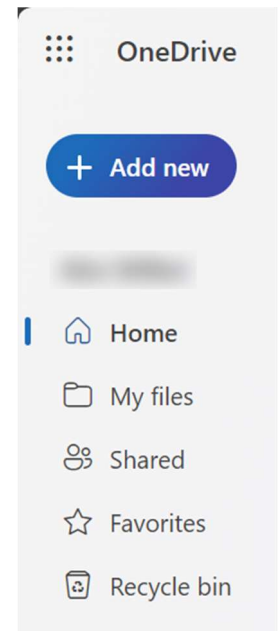 OneDrive
+ Add new
Home
My files
Shared
Favorites
Recycle bin